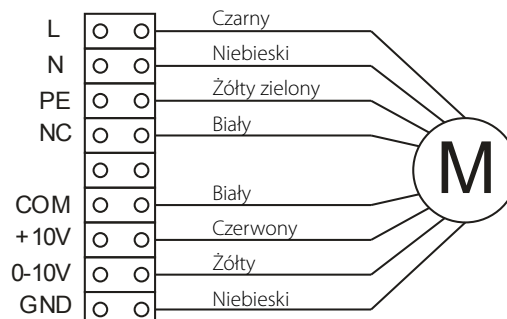 L Czarny
N Niebieski
PE Żółty zielony
NC Biały
M
COM Biały
+10V Czerwony
0-10V Żółty
GND Niebieski